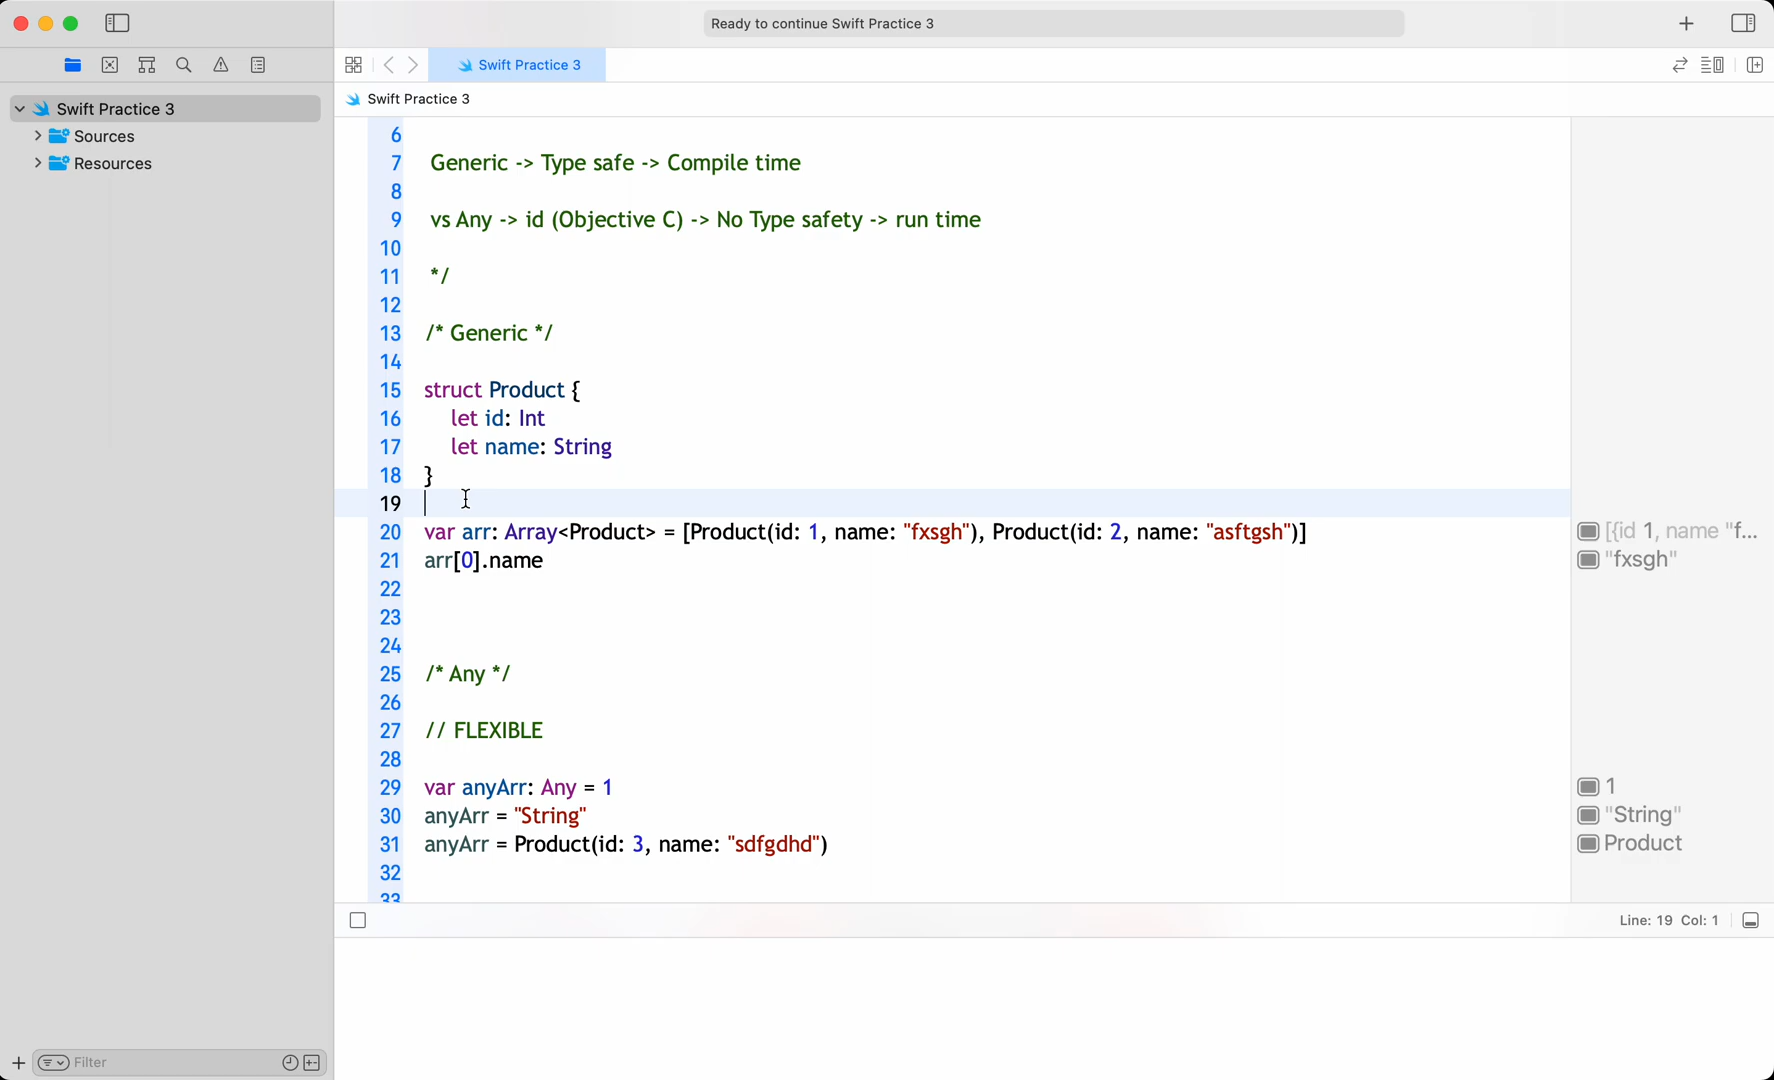 Ready to continue Swift Practice 3
Swift Practice 3
Swift Practice 3
Swift Practice 3
Sources
Resources
6
7 Generic -> Type safe -> Compile time
8
9 vs Any -> id (Objective C) -> No Type safety -> run time
10
11 */
12
13 /* Generic */
14
15 struct Product {
16 let id: Int
17 let name: String
18 }
19
20 var arr: Array<Product> = [Product(id: 1, name: "fxsgh"), Product(id: 2, name: "asftgsh")]
[{id 1, name "f...
21 arr[0].name
"fxsgh"
22
23
24
25 /* Any */
26
27 // FLEXIBLE
28
29 var anyArr: Any = 1
1
30 anyArr = "String"
"String"
31 anyArr = Product(id: 3, name: "sdfgdhd")
Product
32
33
Line: 19 Col: 1
Filter